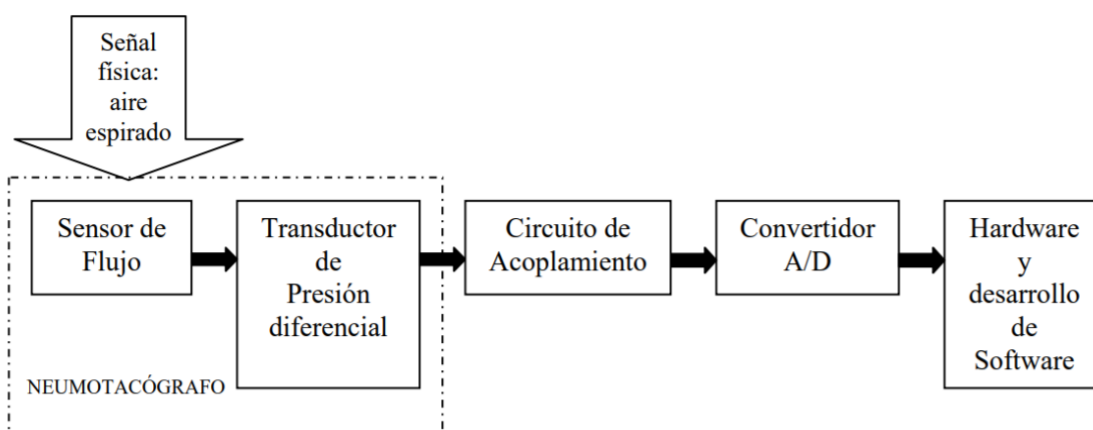 Señal
física:
aire
espirado
Sensor de
Flujo
Transductor
de
Presión
diferencial
Circuito de
Acoplamiento
Convertidor
A/D
Hardware
y
desarrollo
de
Software
NEUMOTACÓGRAFO